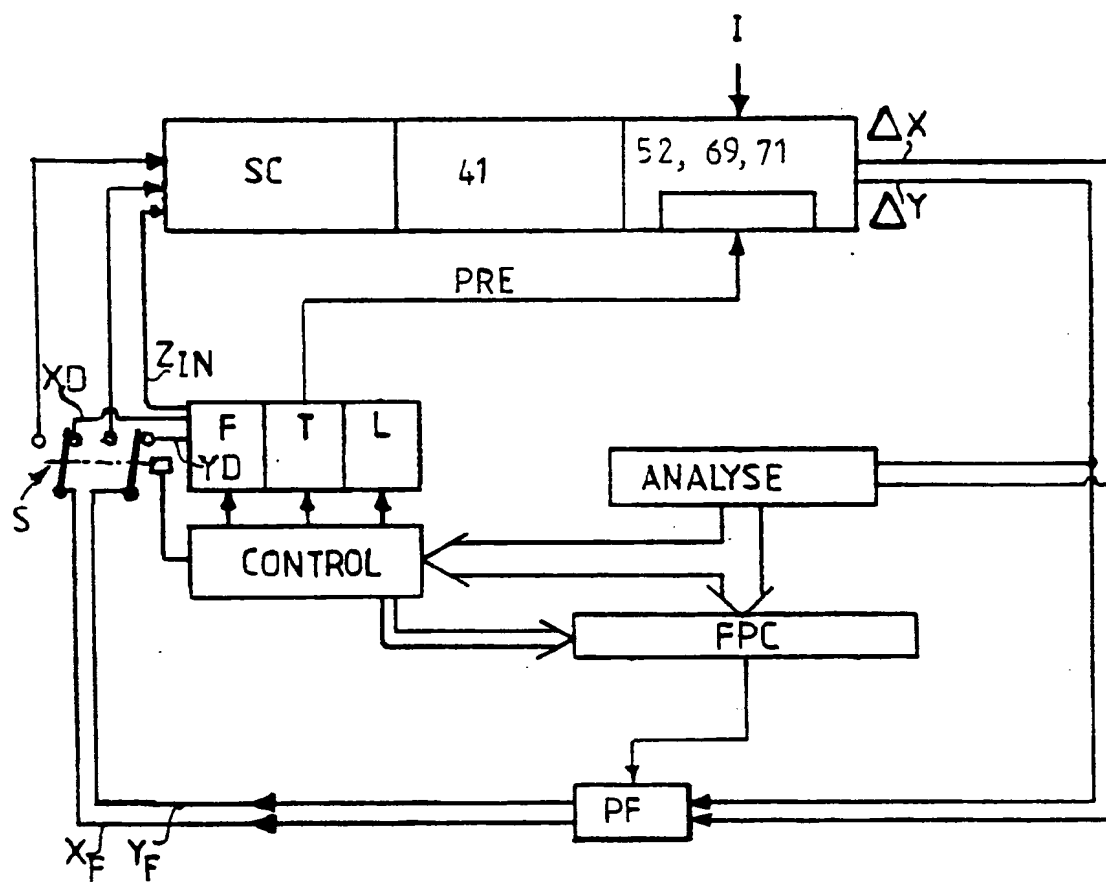 I
SC
41
52, 69, 71
ΔX
ΔY
PRE
ZIN
XD
F
T
L
YD
S
ANALYSE
CONTROL
FPC
PF
XF
YF